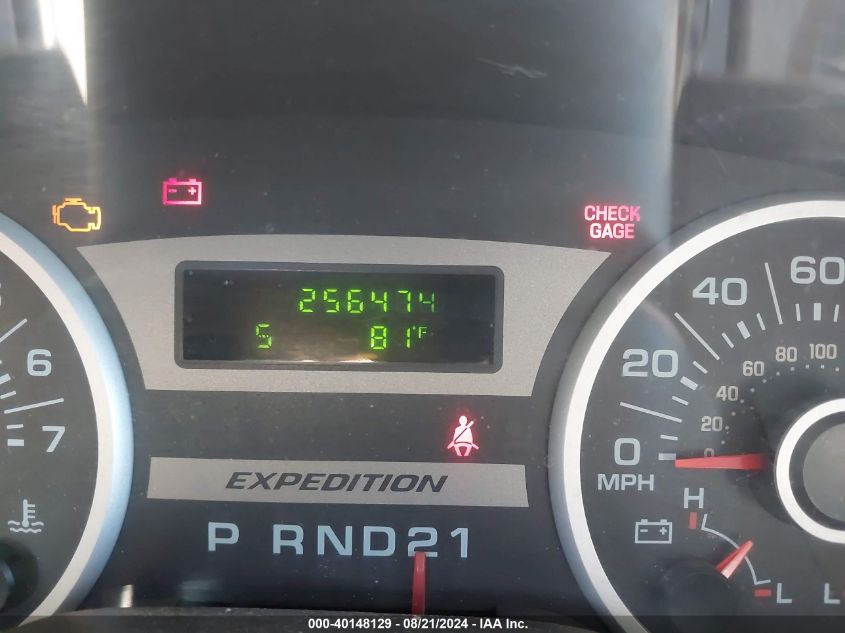 CHECK
GAGE
256474
S 81°F
6
7
EXPEDITION
P RND21
0 20 40 60
MPH
0 20 40 60 80 100
H
L
L
000-40148129 - 08/21/2024 - IAA Inc.